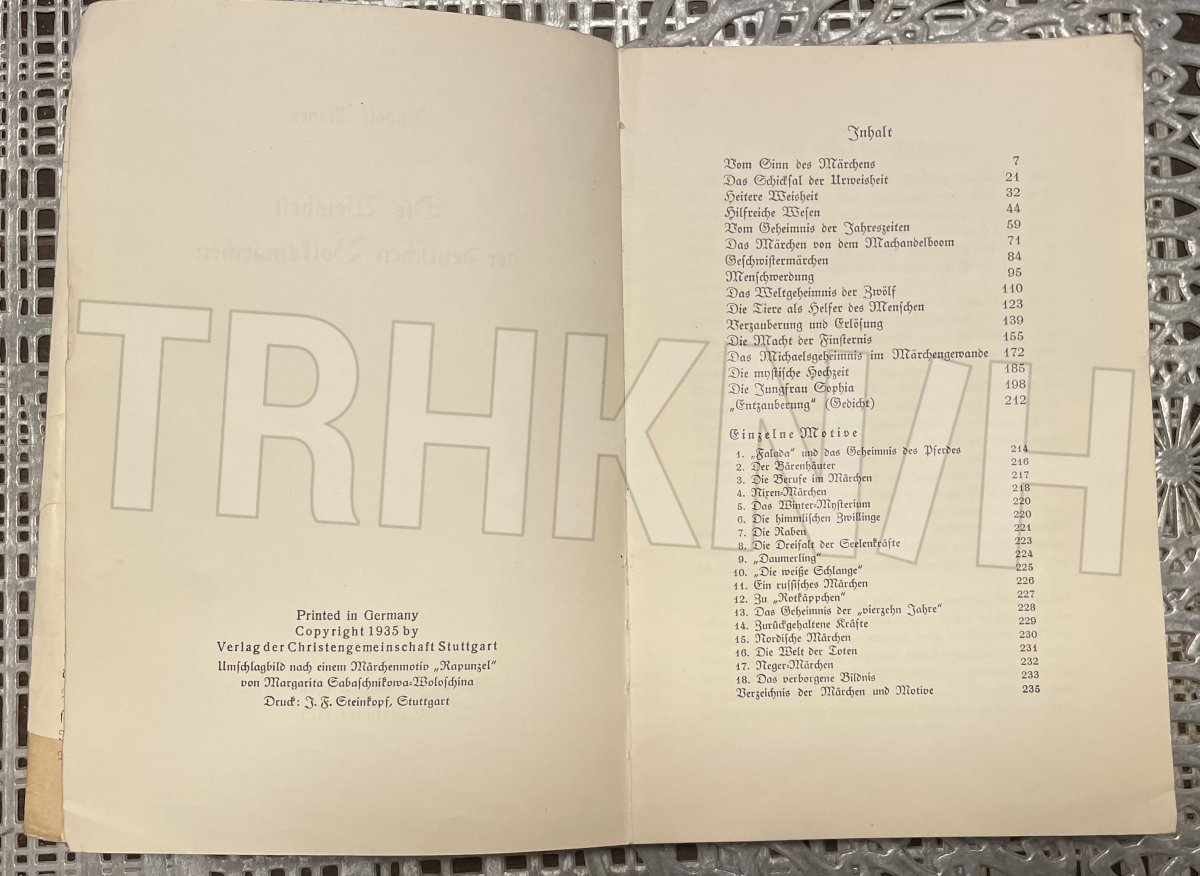 Printed in Germany
Copyright 1935 by
Verlag der Christengemeinschaft Stuttgart
Umschlagbild nach einem Märchenmotiv „Rapunzel“
von Margarita Sabaschnikowa-Woloschina
Druck: J. F. Steinkopf, Stuttgart
Inhalt
Vom Sinn des Märchens 7
Das Schicksal der Urweisheit 21
Heitere Weisheit 32
Hilfreiche Wesen 44
Vom Geheimnis der Jahreszeiten 59
Das Märchen von dem Machandelboom 71
Geschwistermärchen 84
Menschwerdung 95
Das Weltgeheimnis der Zwölf 110
Die Tiere als Helfer des Menschen 123
Verzauberung und Erlösung 139
Die Macht der Finsternis 155
Das Michaelsgeheimnis im Märchengewande 172
Die mystische Hochzeit 185
Die Jungfrau Sophia 198
„Entzauberung“ (Gedicht) 212
Einzelne Motive
1. „Falada“ und das Geheimnis des Pferdes 214
2. Der Bärenhäuter 216
3. Die Berufe im Märchen 217
4. Nixen-Märchen 218
5. Das Winter-Mysterium 220
6. Die himmlischen Zwillinge 220
7. Die Raben 221
8. Die Dreifalt der Seelenkräfte 223
9. „Daumerling“ 224
10. „Die weiße Schlange“ 225
11. Ein russisches Märchen 226
12. Zu „Rotkäppchen“ 227
13. Das Geheimnis der „vierzehn Jahre“ 228
14. Zurückgehaltene Kräfte 229
15. Nordische Märchen 230
16. Die Welt der Toten 231
17. Neger-Märchen 232
18. Das verborgene Bildnis 233
Verzeichnis der Märchen und Motive 235
TRHKN/H